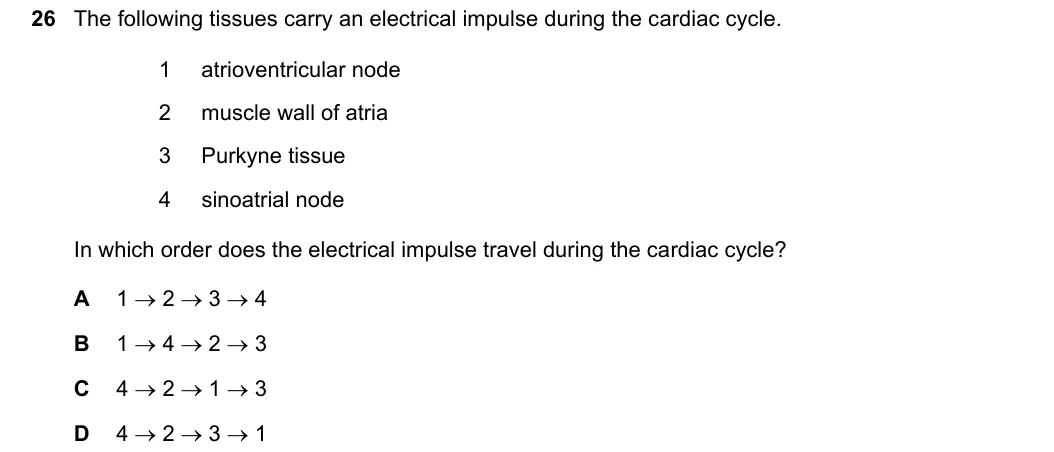 26 The following tissues carry an electrical impulse during the cardiac cycle.
1 atrioventricular node
2 muscle wall of atria
3 Purkyne tissue
4 sinoatrial node
In which order does the electrical impulse travel during the cardiac cycle?
A 1 → 2 → 3 → 4
B 1 → 4 → 2 → 3
C 4 → 2 → 1 → 3
D 4 → 2 → 3 → 1